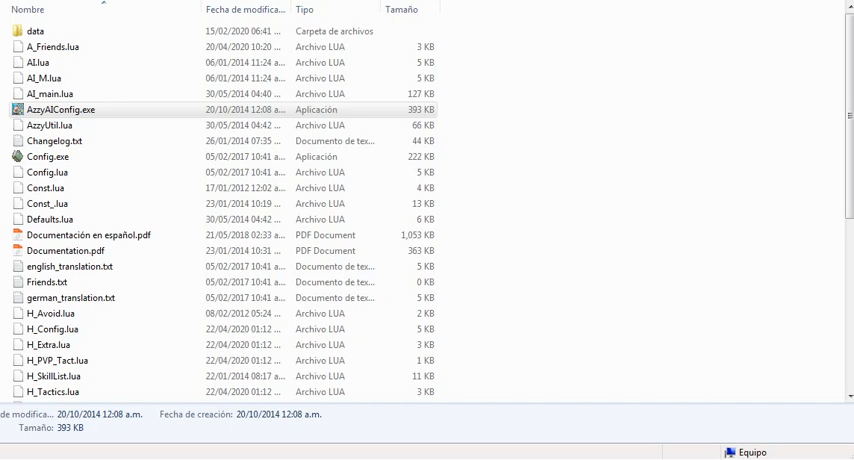 Nombre Fecha de modifica... Tipo Tamaño
data 15/02/2020 06:41 ... Carpeta de archivos
A_Friends.lua 20/04/2020 10:20 ... Archivo LUA 3 KB
AI.lua 06/01/2014 11:24 a... Archivo LUA 5 KB
AI_M.lua 06/01/2014 11:24 a... Archivo LUA 5 KB
AI_main.lua 30/05/2014 04:40 ... Archivo LUA 127 KB
AzzyAIConfig.exe 20/10/2014 12:08 a... Aplicación 393 KB
AzzyUtil.lua 30/05/2014 04:42 ... Archivo LUA 66 KB
Changelog.txt 26/01/2014 07:35 ... Documento de tex... 44 KB
Config.exe 05/02/2017 10:41 a... Aplicación 222 KB
Config.lua 05/02/2017 10:41 a... Archivo LUA 5 KB
Const.lua 17/01/2012 12:02 a... Archivo LUA 4 KB
Const_.lua 23/01/2014 10:19 ... Archivo LUA 13 KB
Defaults.lua 30/05/2014 04:42 ... Archivo LUA 6 KB
Documentación en español.pdf 21/05/2018 02:33 a... PDF Document 1,053 KB
Documentation.pdf 23/01/2014 10:31 ... PDF Document 363 KB
english_translation.txt 05/02/2017 10:41 a... Documento de tex... 5 KB
Friends.txt 05/02/2017 10:41 a... Documento de tex... 0 KB
german_translation.txt 05/02/2017 10:41 a... Documento de tex... 5 KB
H_Avoid.lua 08/02/2012 05:24 ... Archivo LUA 2 KB
H_Config.lua 22/04/2020 01:12 ... Archivo LUA 5 KB
H_Extra.lua 22/04/2020 01:12 ... Archivo LUA 3 KB
H_PVP_Tact.lua 22/04/2020 01:12 ... Archivo LUA 1 KB
H_SkillList.lua 22/01/2014 08:17 a... Archivo LUA 11 KB
H_Tactics.lua 22/04/2020 01:12 ... Archivo LUA 3 KB
de modifica... 20/10/2014 12:08 a.m. Fecha de creación: 20/10/2014 12:08 a.m.
Tamaño: 393 KB
Equipo